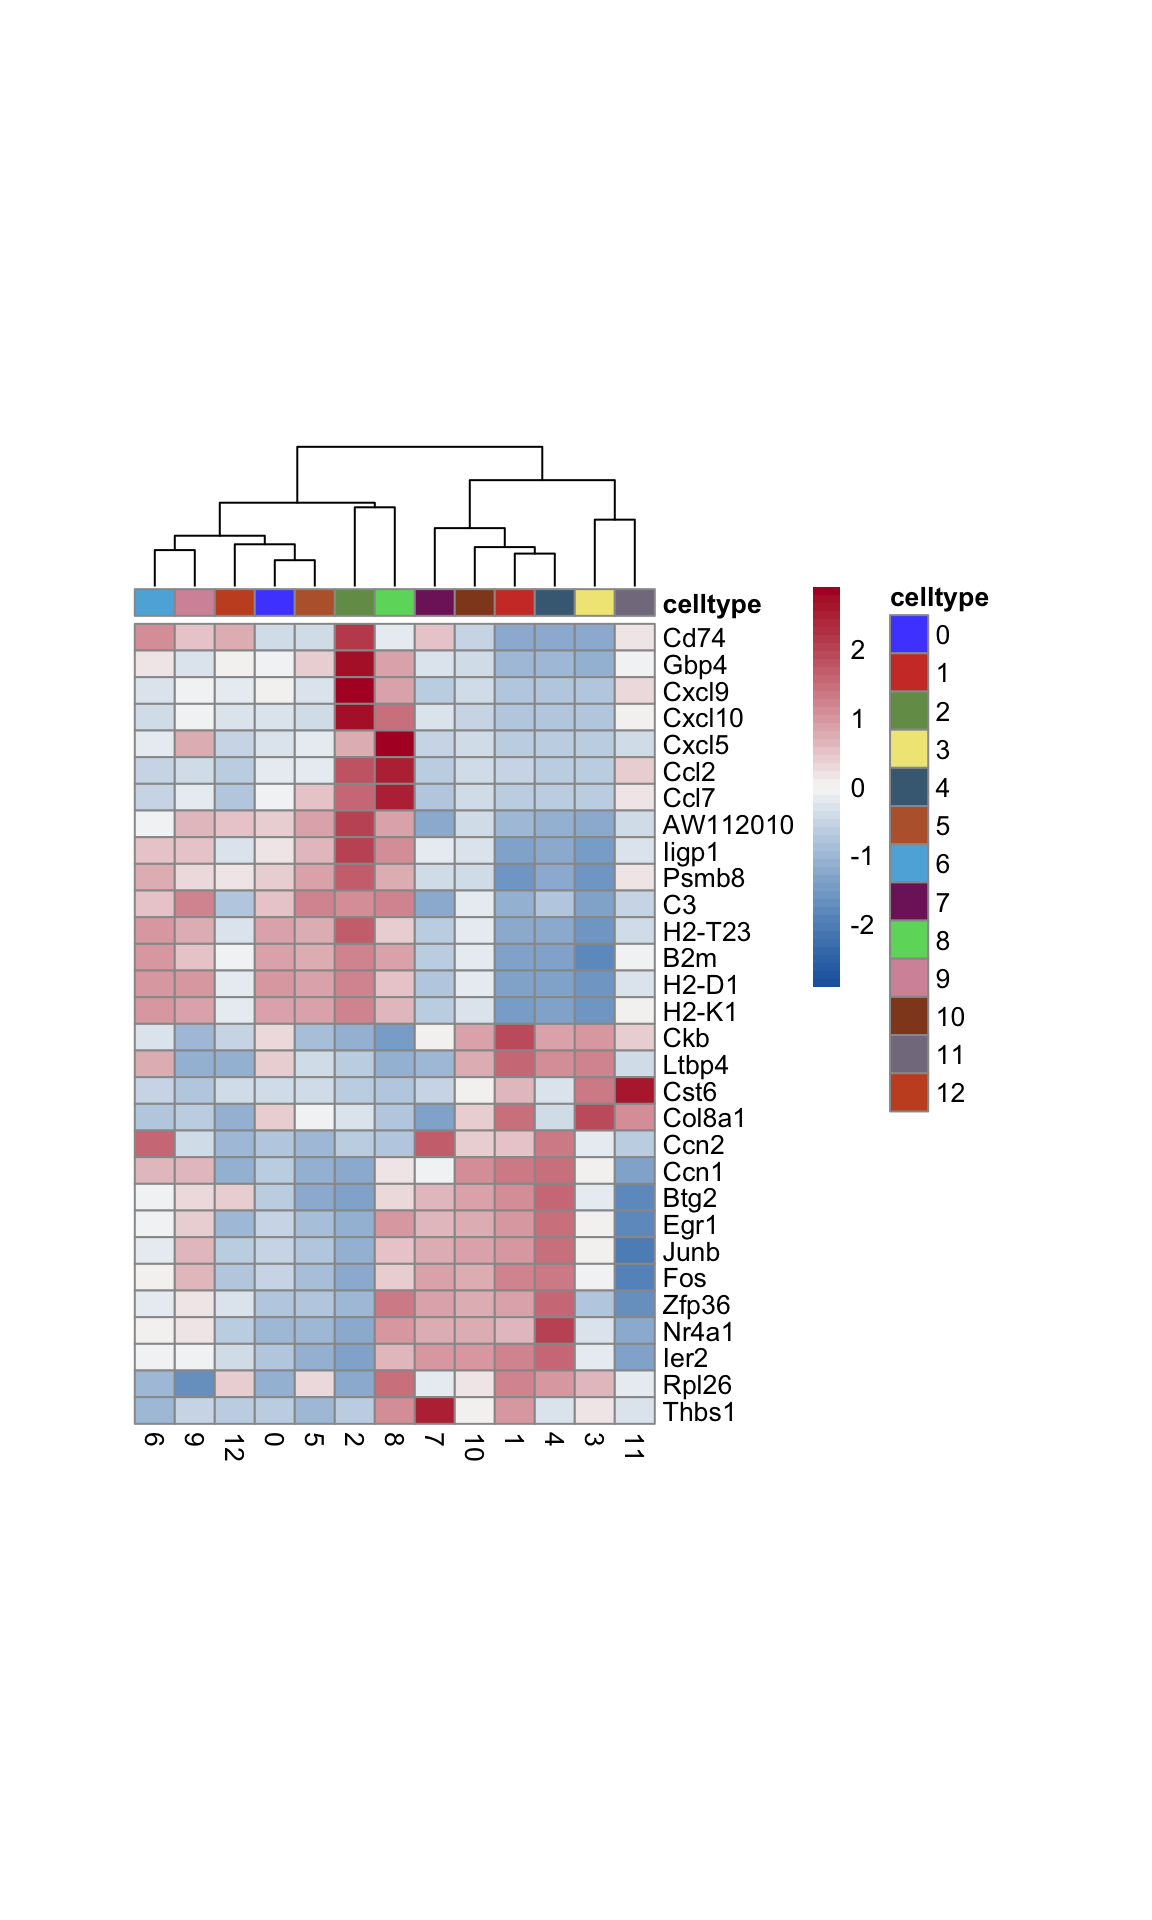 celltype
Cd74
Gbp4
Cxcl9
Cxcl10
Cxcl5
Ccl2
Ccl7
AW112010
Iigp1
Psmb8
C3
H2-T23
B2m
H2-D1
H2-K1
Ckb
Ltbp4
Cst6
Col8a1
Ccn2
Ccn1
Btg2
Egr1
Junb
Fos
Zfp36
Nr4a1
Ier2
Rpl26
Thbs1
6 9 12 0 5 2 8 7 10 1 4 3 11
2
1
0
-1
-2
celltype
0
1
2
3
4
5
6
7
8
9
10
11
12